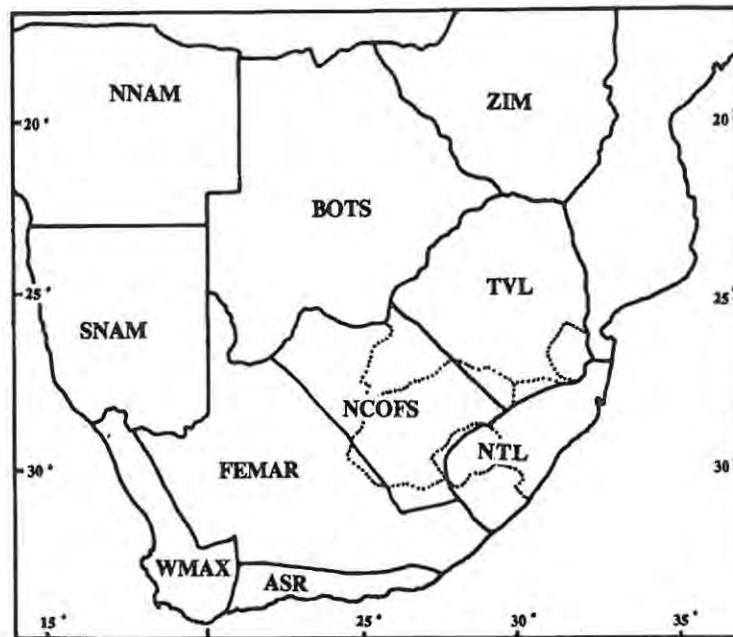 NNAM
ZIM
20°
20°
BOTS
TVL
25°
25°
SNAM
NCOFS
NTL
30°
FEMAR
30°
WMAX
ASR
15°
25°
30°
35°